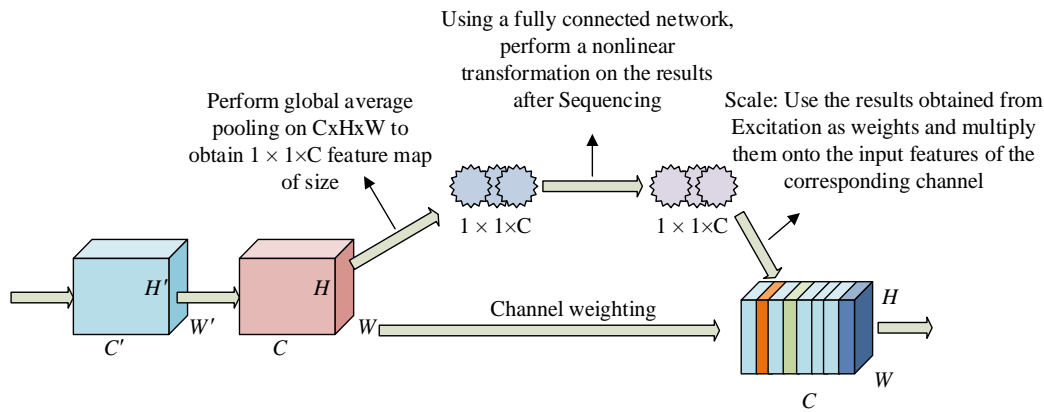 Using a fully connected network,
perform a nonlinear
transformation on the results
after Sequencing
Perform global average
pooling on CxHxW to
obtain 1 × 1×C feature map
of size
Scale: Use the results obtained from
Excitation as weights and multiply
them onto the input features of the
corresponding channel
1 × 1×C
1 × 1×C
H'
W'
C'
H
W
C
Channel weighting
H
W
C